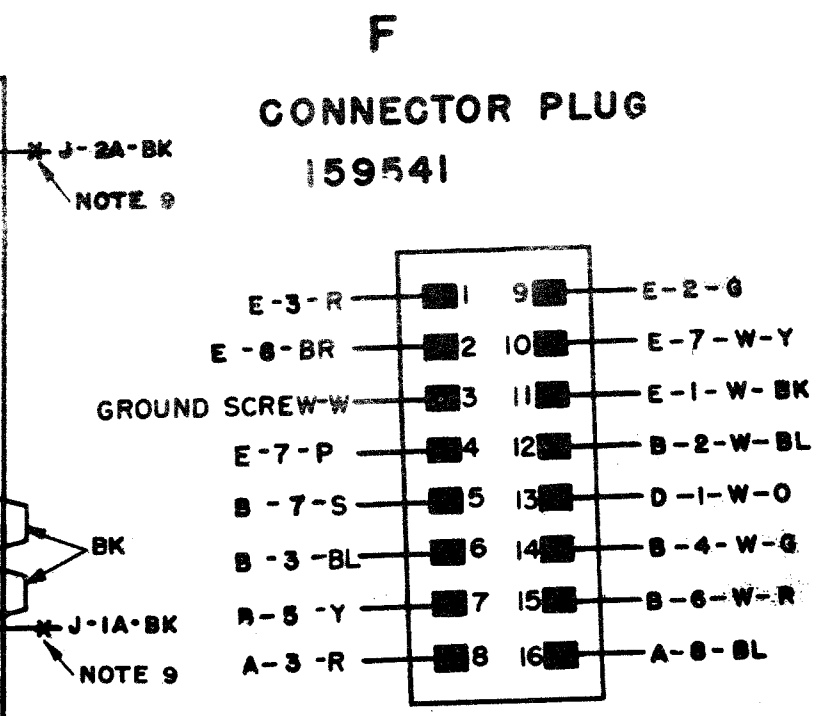 F
CONNECTOR PLUG
159541
J-2A-BK
NOTE 9
E-3-R 1
9 E-2-G
2
10 E-7-W-Y
GROUND SCREW-W 3
11 E-1-W-BK
E-7-P 4
12 B-2-W-BL
B-7-S 5
13 D-1-W-O
B-3-BL 6
14 B-4-W-G
7
15 B-6-W-R
A-3-R 8
16 A-8-BL
BK
J-1A-BK
NOTE 9